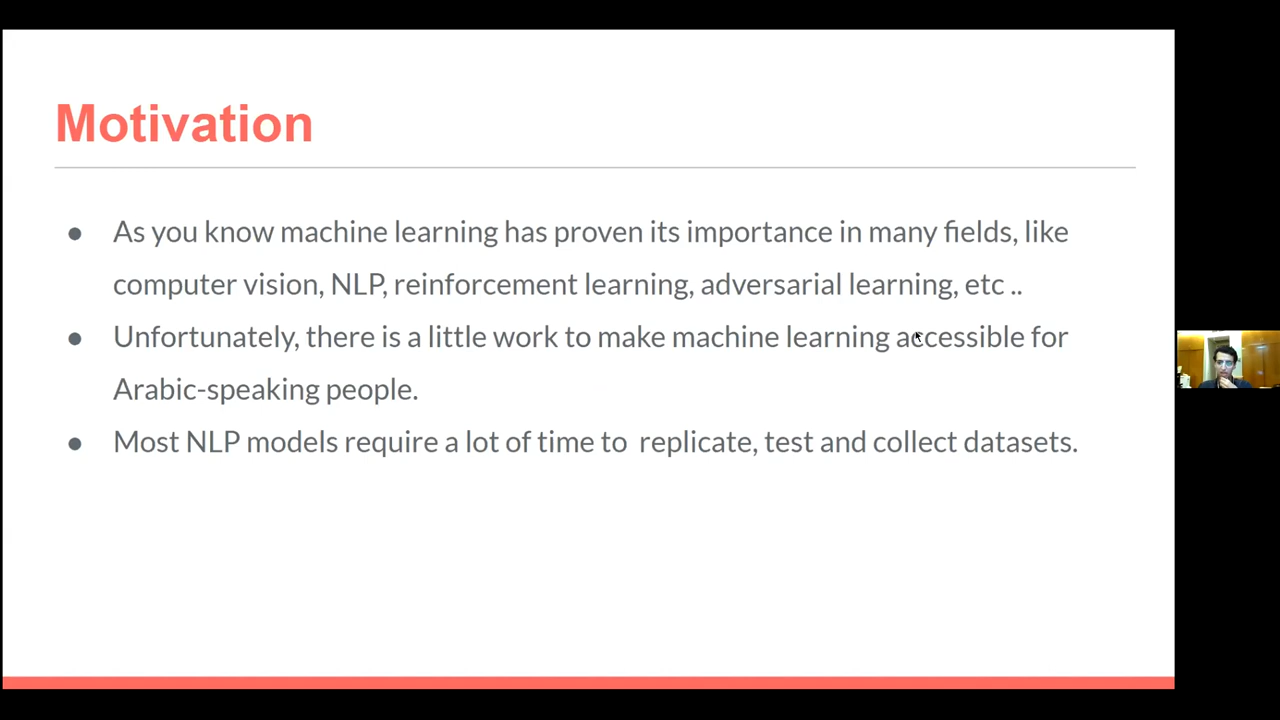 Motivation
● As you know machine learning has proven its importance in many fields, like
computer vision, NLP, reinforcement learning, adversarial learning, etc ..
● Unfortunately, there is a little work to make machine learning accessible for
Arabic-speaking people.
● Most NLP models require a lot of time to  replicate, test and collect datasets.